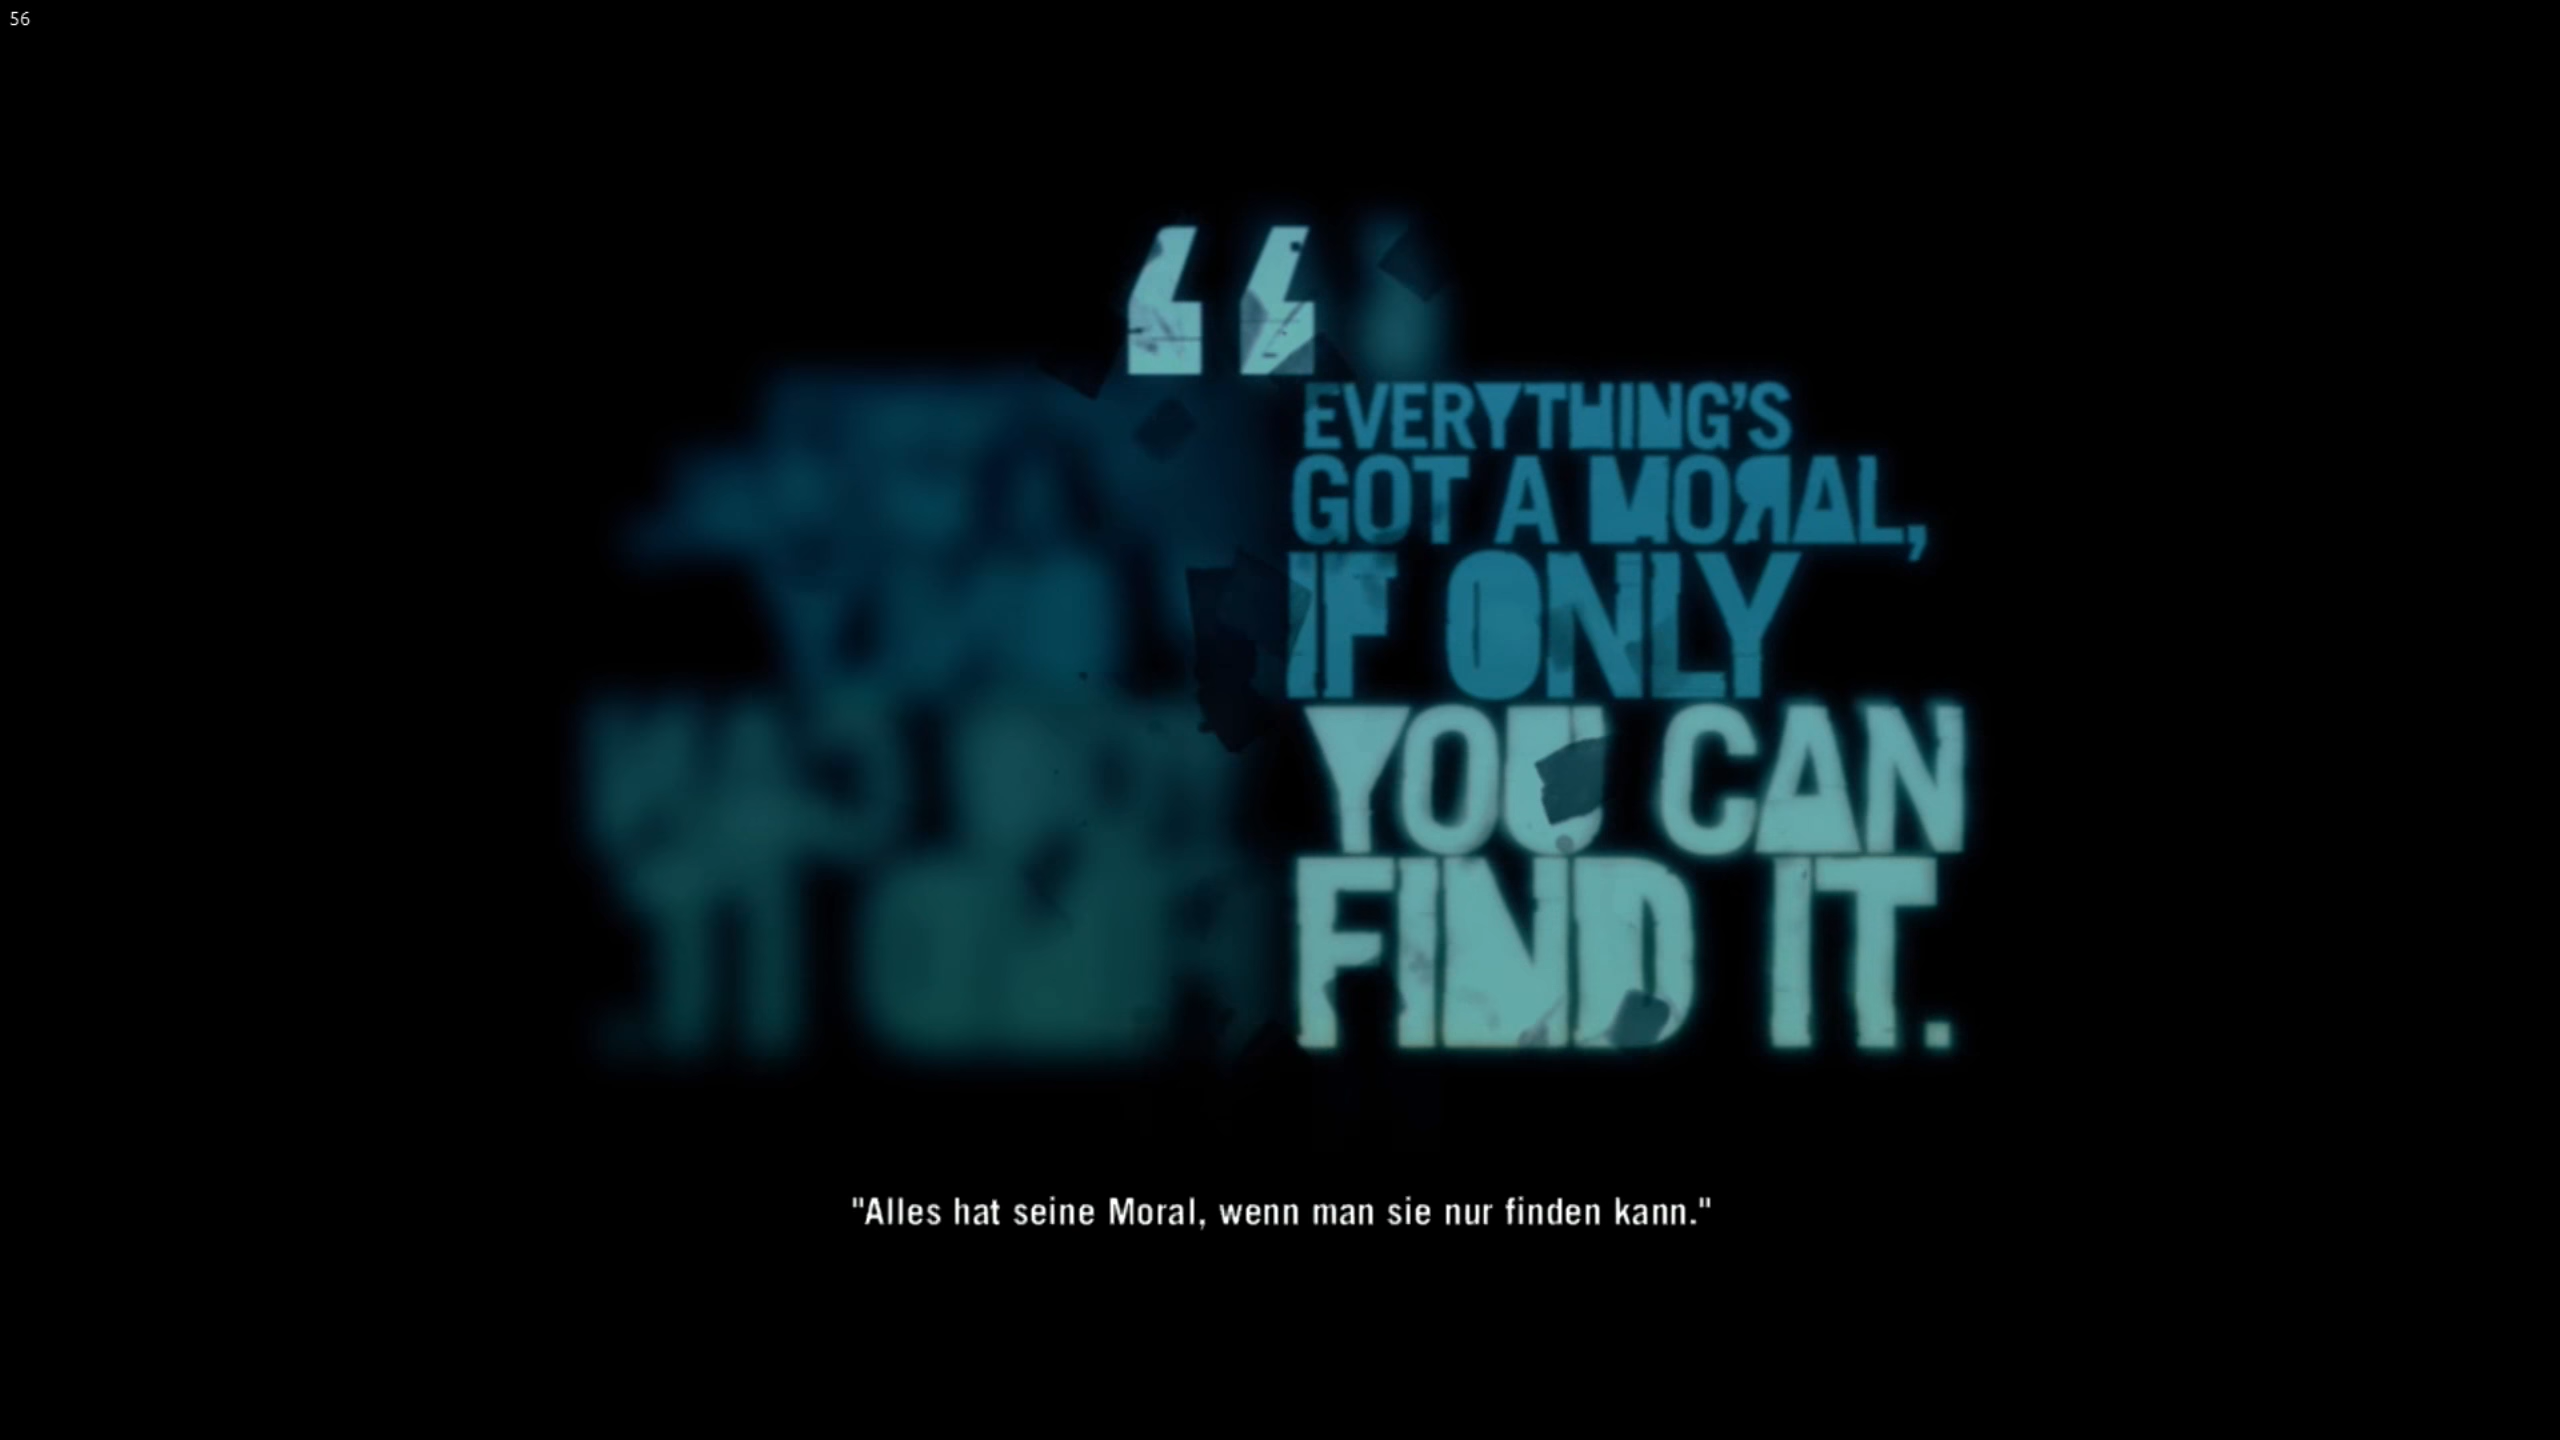 56
“
EVERYTHING’S
GOT A MOЯAL,
IF ONLY
YOU CAN
FIND IT.
"Alles hat seine Moral, wenn man sie nur finden kann."